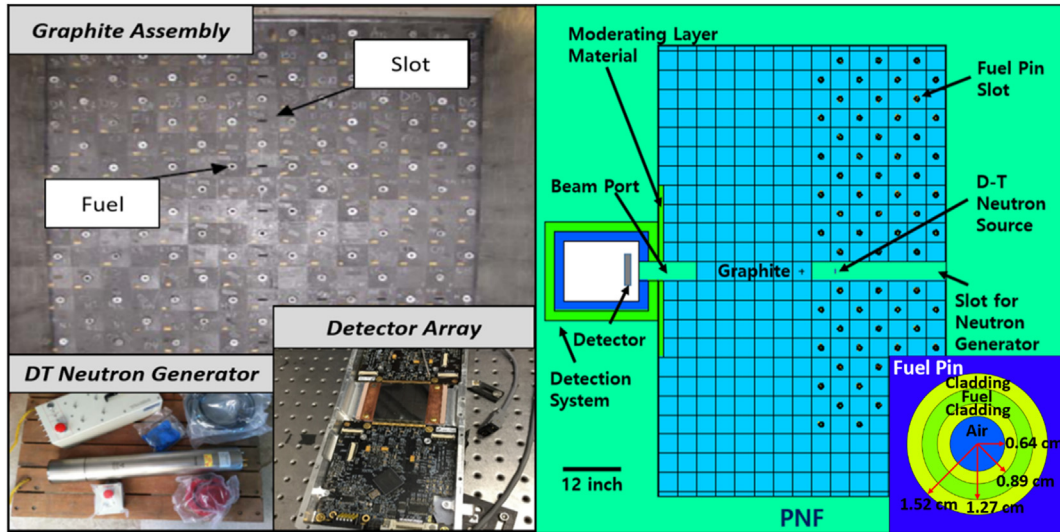 Graphite Assembly
Slot
Fuel
DT Neutron Generator
Detector Array
Moderating Layer
Material
Fuel Pin
Slot
Beam Port
D-T
Neutron
Source
Graphite
Detector
Slot for
Neutron
Generator
Detection
System
12 inch
PNF
Fuel Pin
Cladding
Fuel
Cladding
Air
0.64 cm
0.89 cm
1.27 cm
1.52 cm